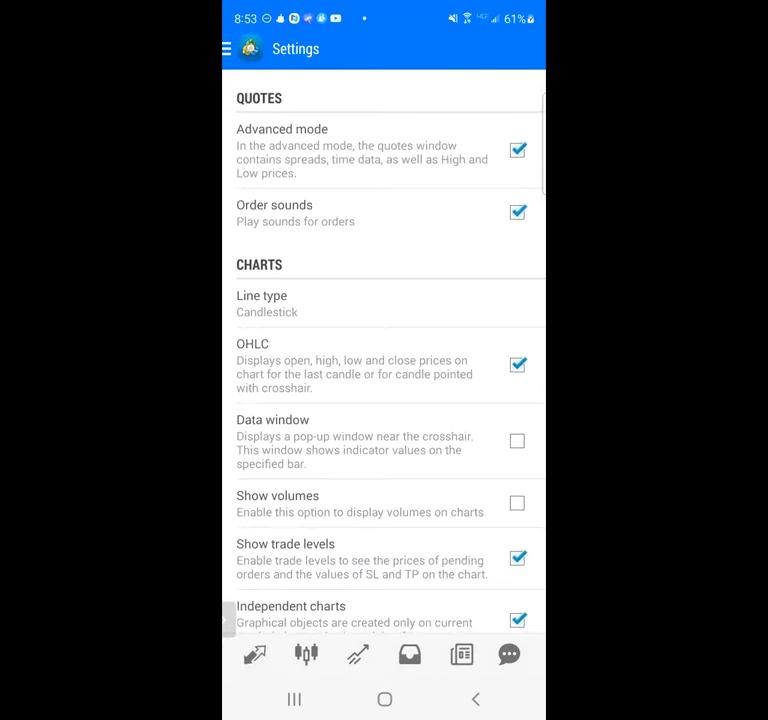 8:53
61%
Settings
QUOTES
Advanced mode
In the advanced mode, the quotes window
contains spreads, time data, as well as High and
Low prices.
Order sounds
Play sounds for orders
CHARTS
Line type
Candlestick
OHLC
Displays open, high, low and close prices on
chart for the last candle or for candle pointed
with crosshair.
Data window
Displays a pop-up window near the crosshair.
This window shows indicator values on the
specified bar.
Show volumes
Enable this option to display volumes on charts
Show trade levels
Enable trade levels to see the prices of pending
orders and the values of SL and TP on the chart.
Independent charts
Graphical objects are created only on current